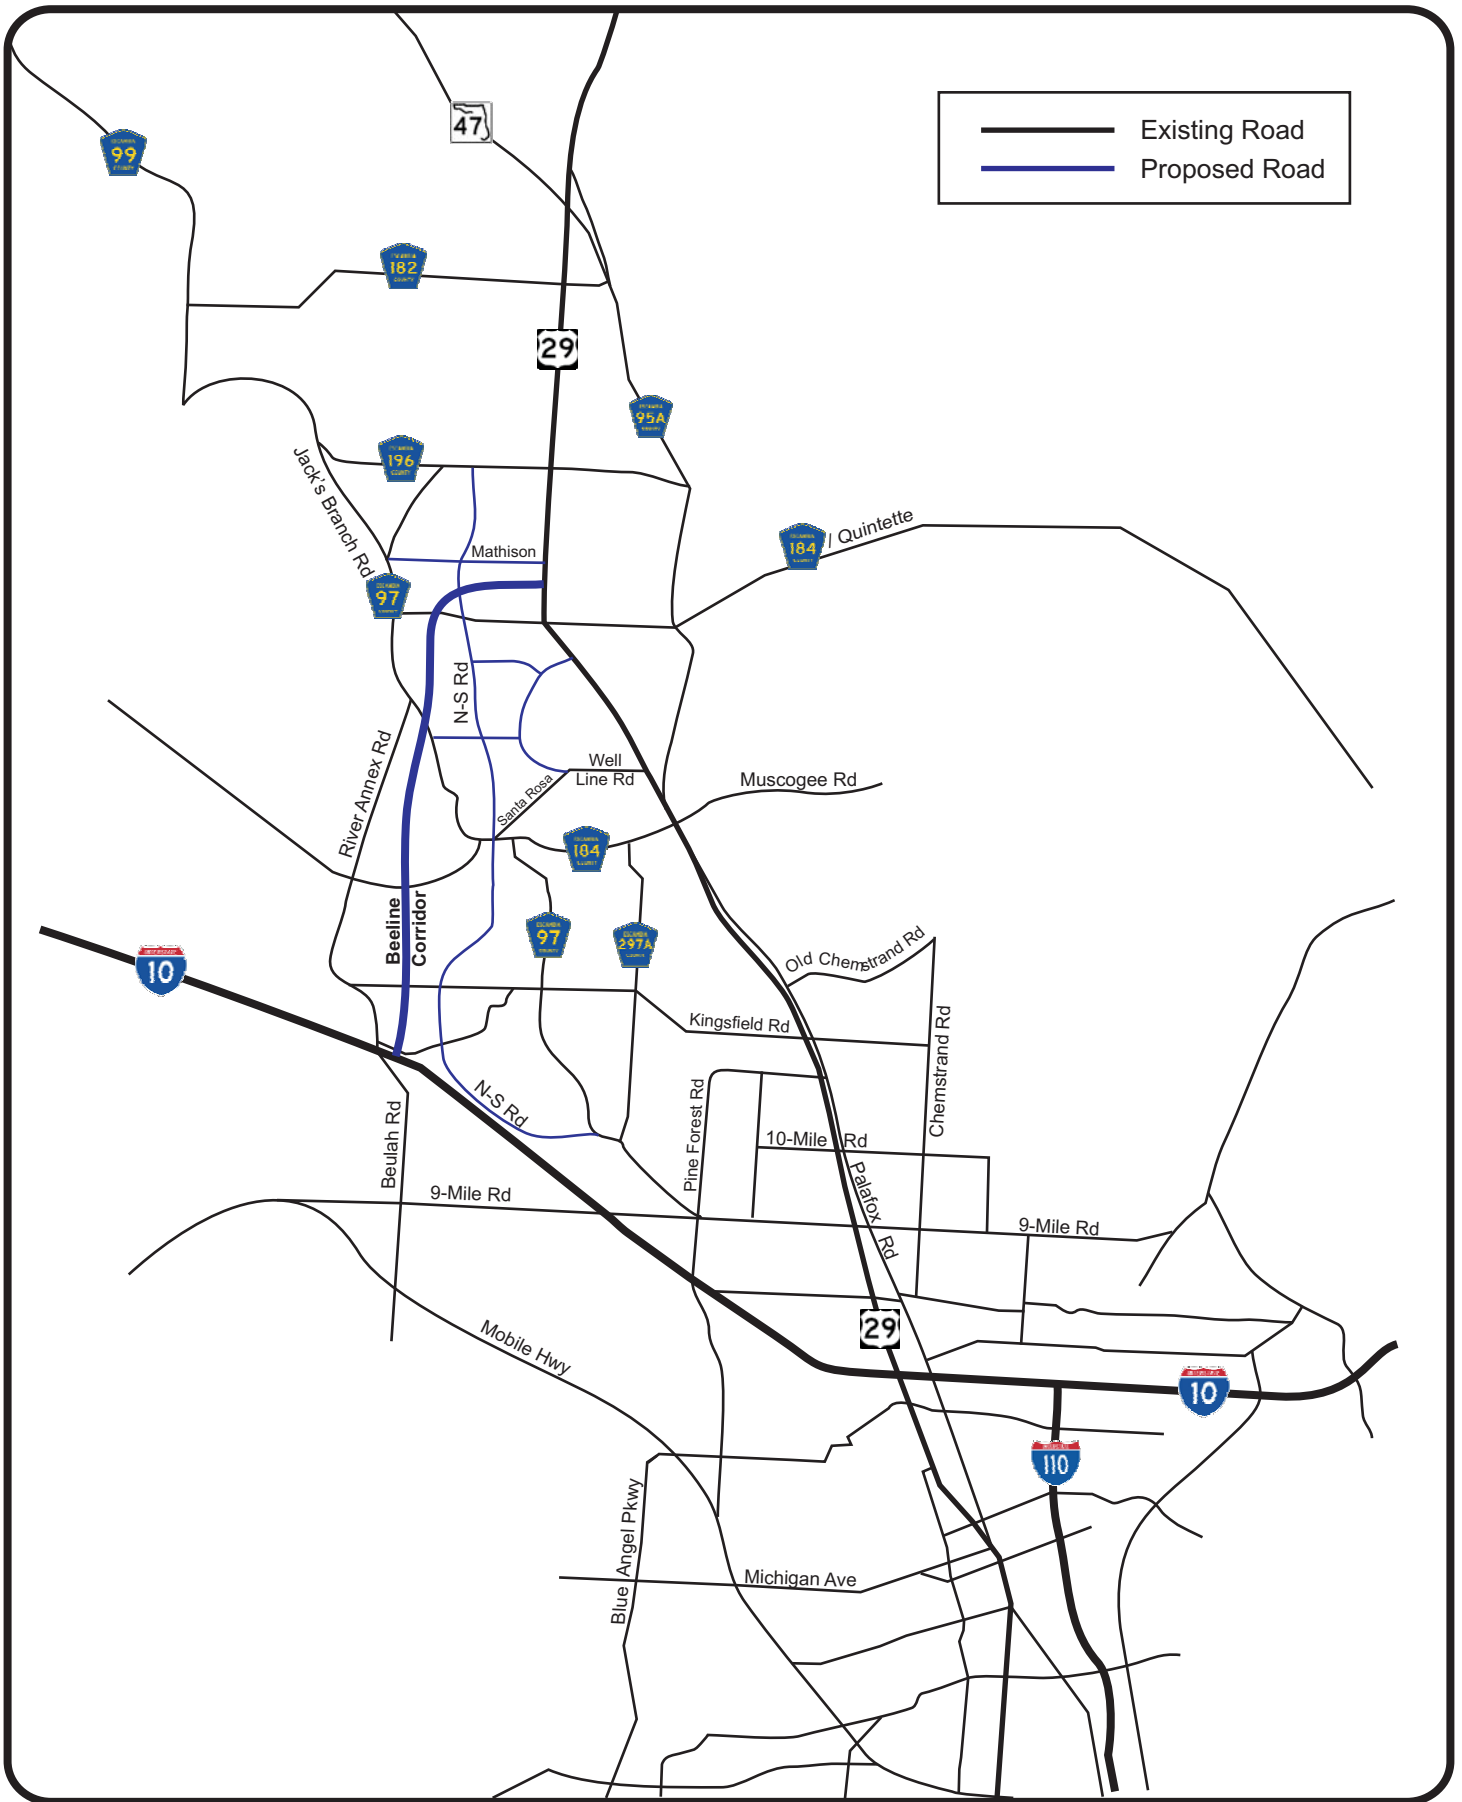 47
Existing Road
Proposed Road
99
182
29
95A
196
Jack's Branch Rd
184
/ Quintette
Mathison
97
N-S Rd
River Annex Rd
Well
Line Rd
Santa Rosa
Muscogee Rd
184
Beeline
Corridor
97
297A
10
Old Chemstrand Rd
Kingsfield Rd
Chemstrand Rd
N-S Rd
Pine Forest Rd
Beulah Rd
10-Mile Rd
Palafox Rd
9-Mile Rd
9-Mile Rd
29
Mobile Hwy
10
110
Blue Angel Pkwy
Michigan Ave